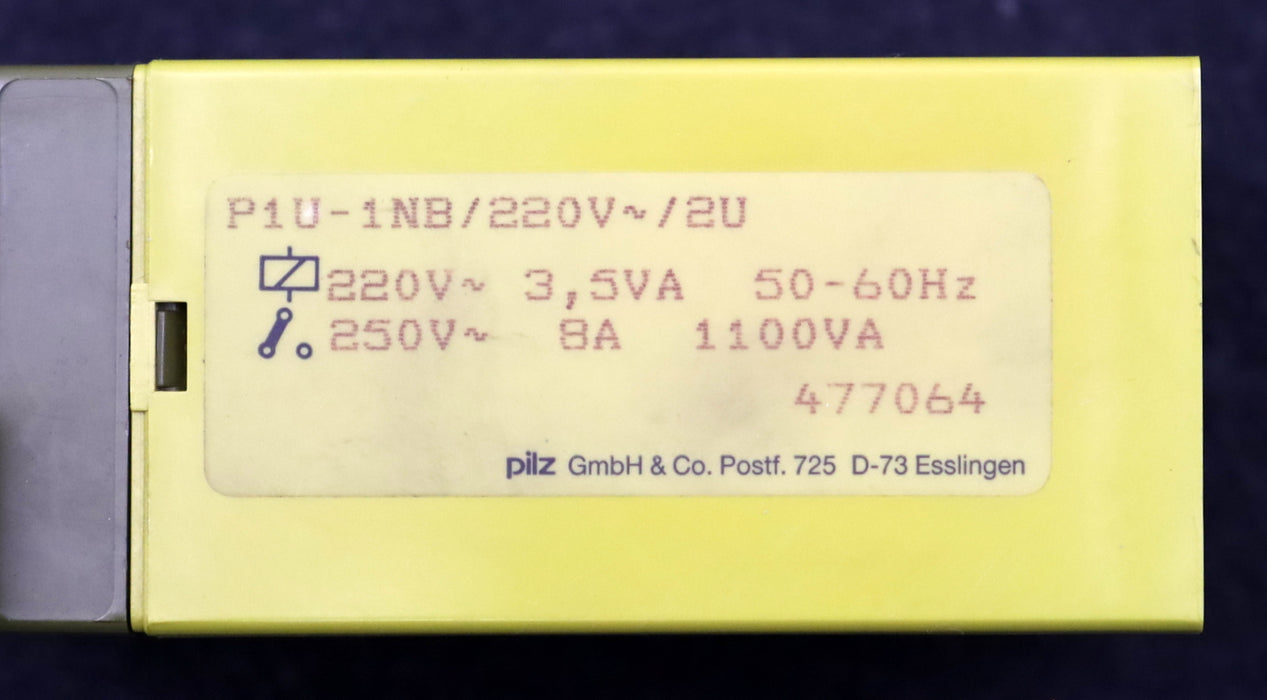 P1U-1NB/220V~/2U
220V~ 3,5VA 50-60Hz
250V~ 8A 1100VA
477064
pilz GmbH & Co. Postf. 725 D-73 Esslingen